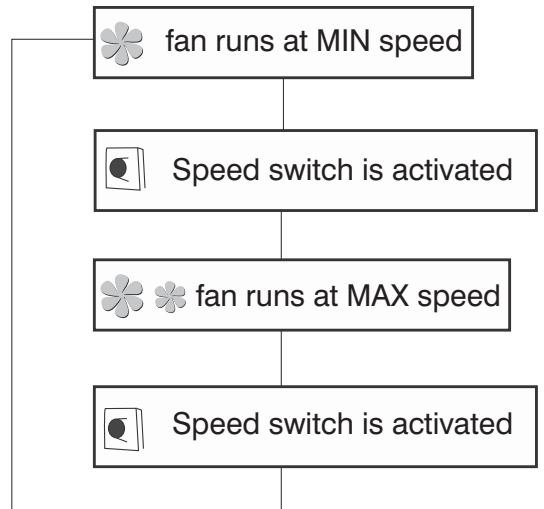 fan runs at MIN speed
Speed switch is activated
fan runs at MAX speed
Speed switch is activated